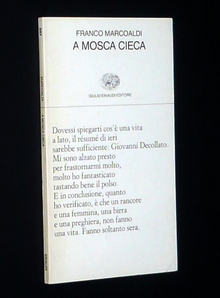 FRANCO MARCOALDI
A MOSCA CIECA
GIULIO EINAUDI EDITORE
Dovessi spiegarti cos'è una vita
a lato, il résumé di ieri
sarebbe sufficiente: Giovanni Decollato.
Mi sono alzato presto
per frastornarmi molto,
molto ho fantasticato
tastando bene il polso.
E in conclusione, quanto
ho verificato, è che un rancore
e una femmina, una birra
e una preghiera, non fanno
una vita. Fanno soltanto sera.